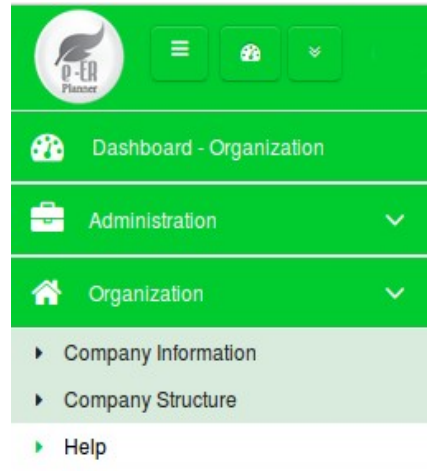 e-ER
Planner
Dashboard - Organization
Administration
Organization
Company Information
Company Structure
Help